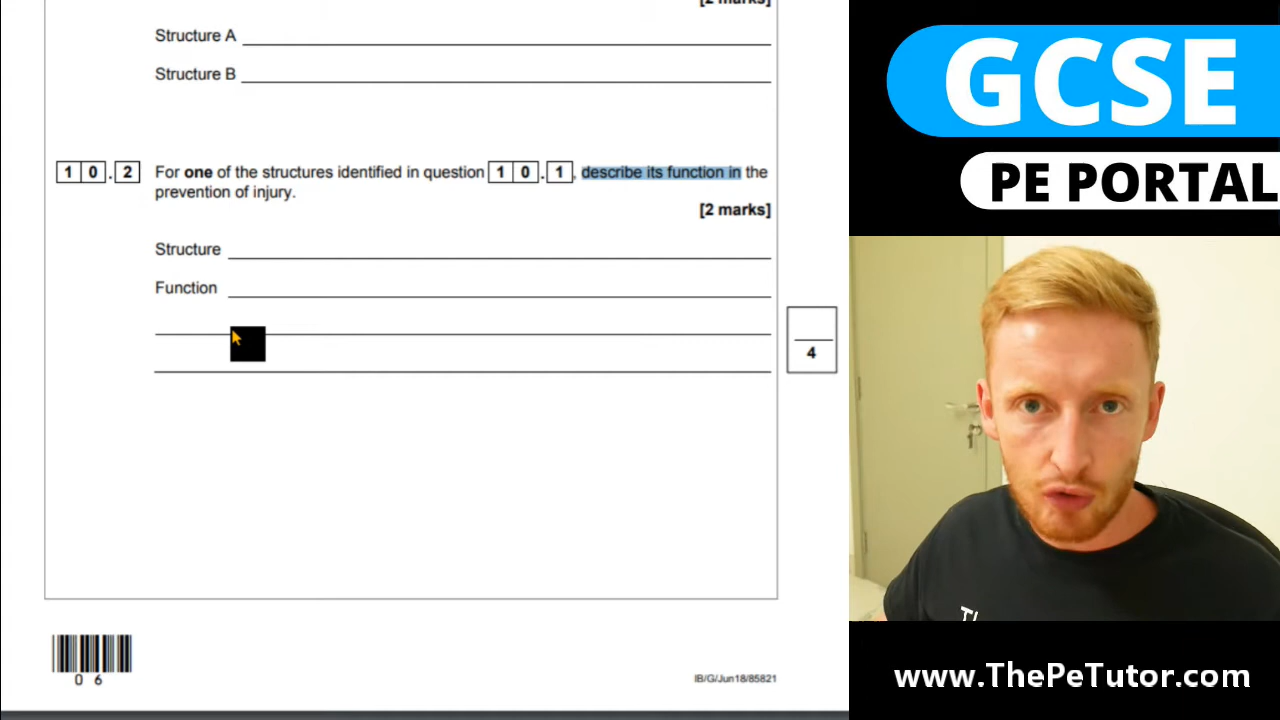 [2 marks]
Structure A
Structure B
1 0 . 2 For one of the structures identified in question 1 0 . 1 , describe its function in the
prevention of injury.
[2 marks]
Structure
Function
4
0 6
IB/G/Jun18/85821
GCSE
PE PORTAL
www.ThePeTutor.com